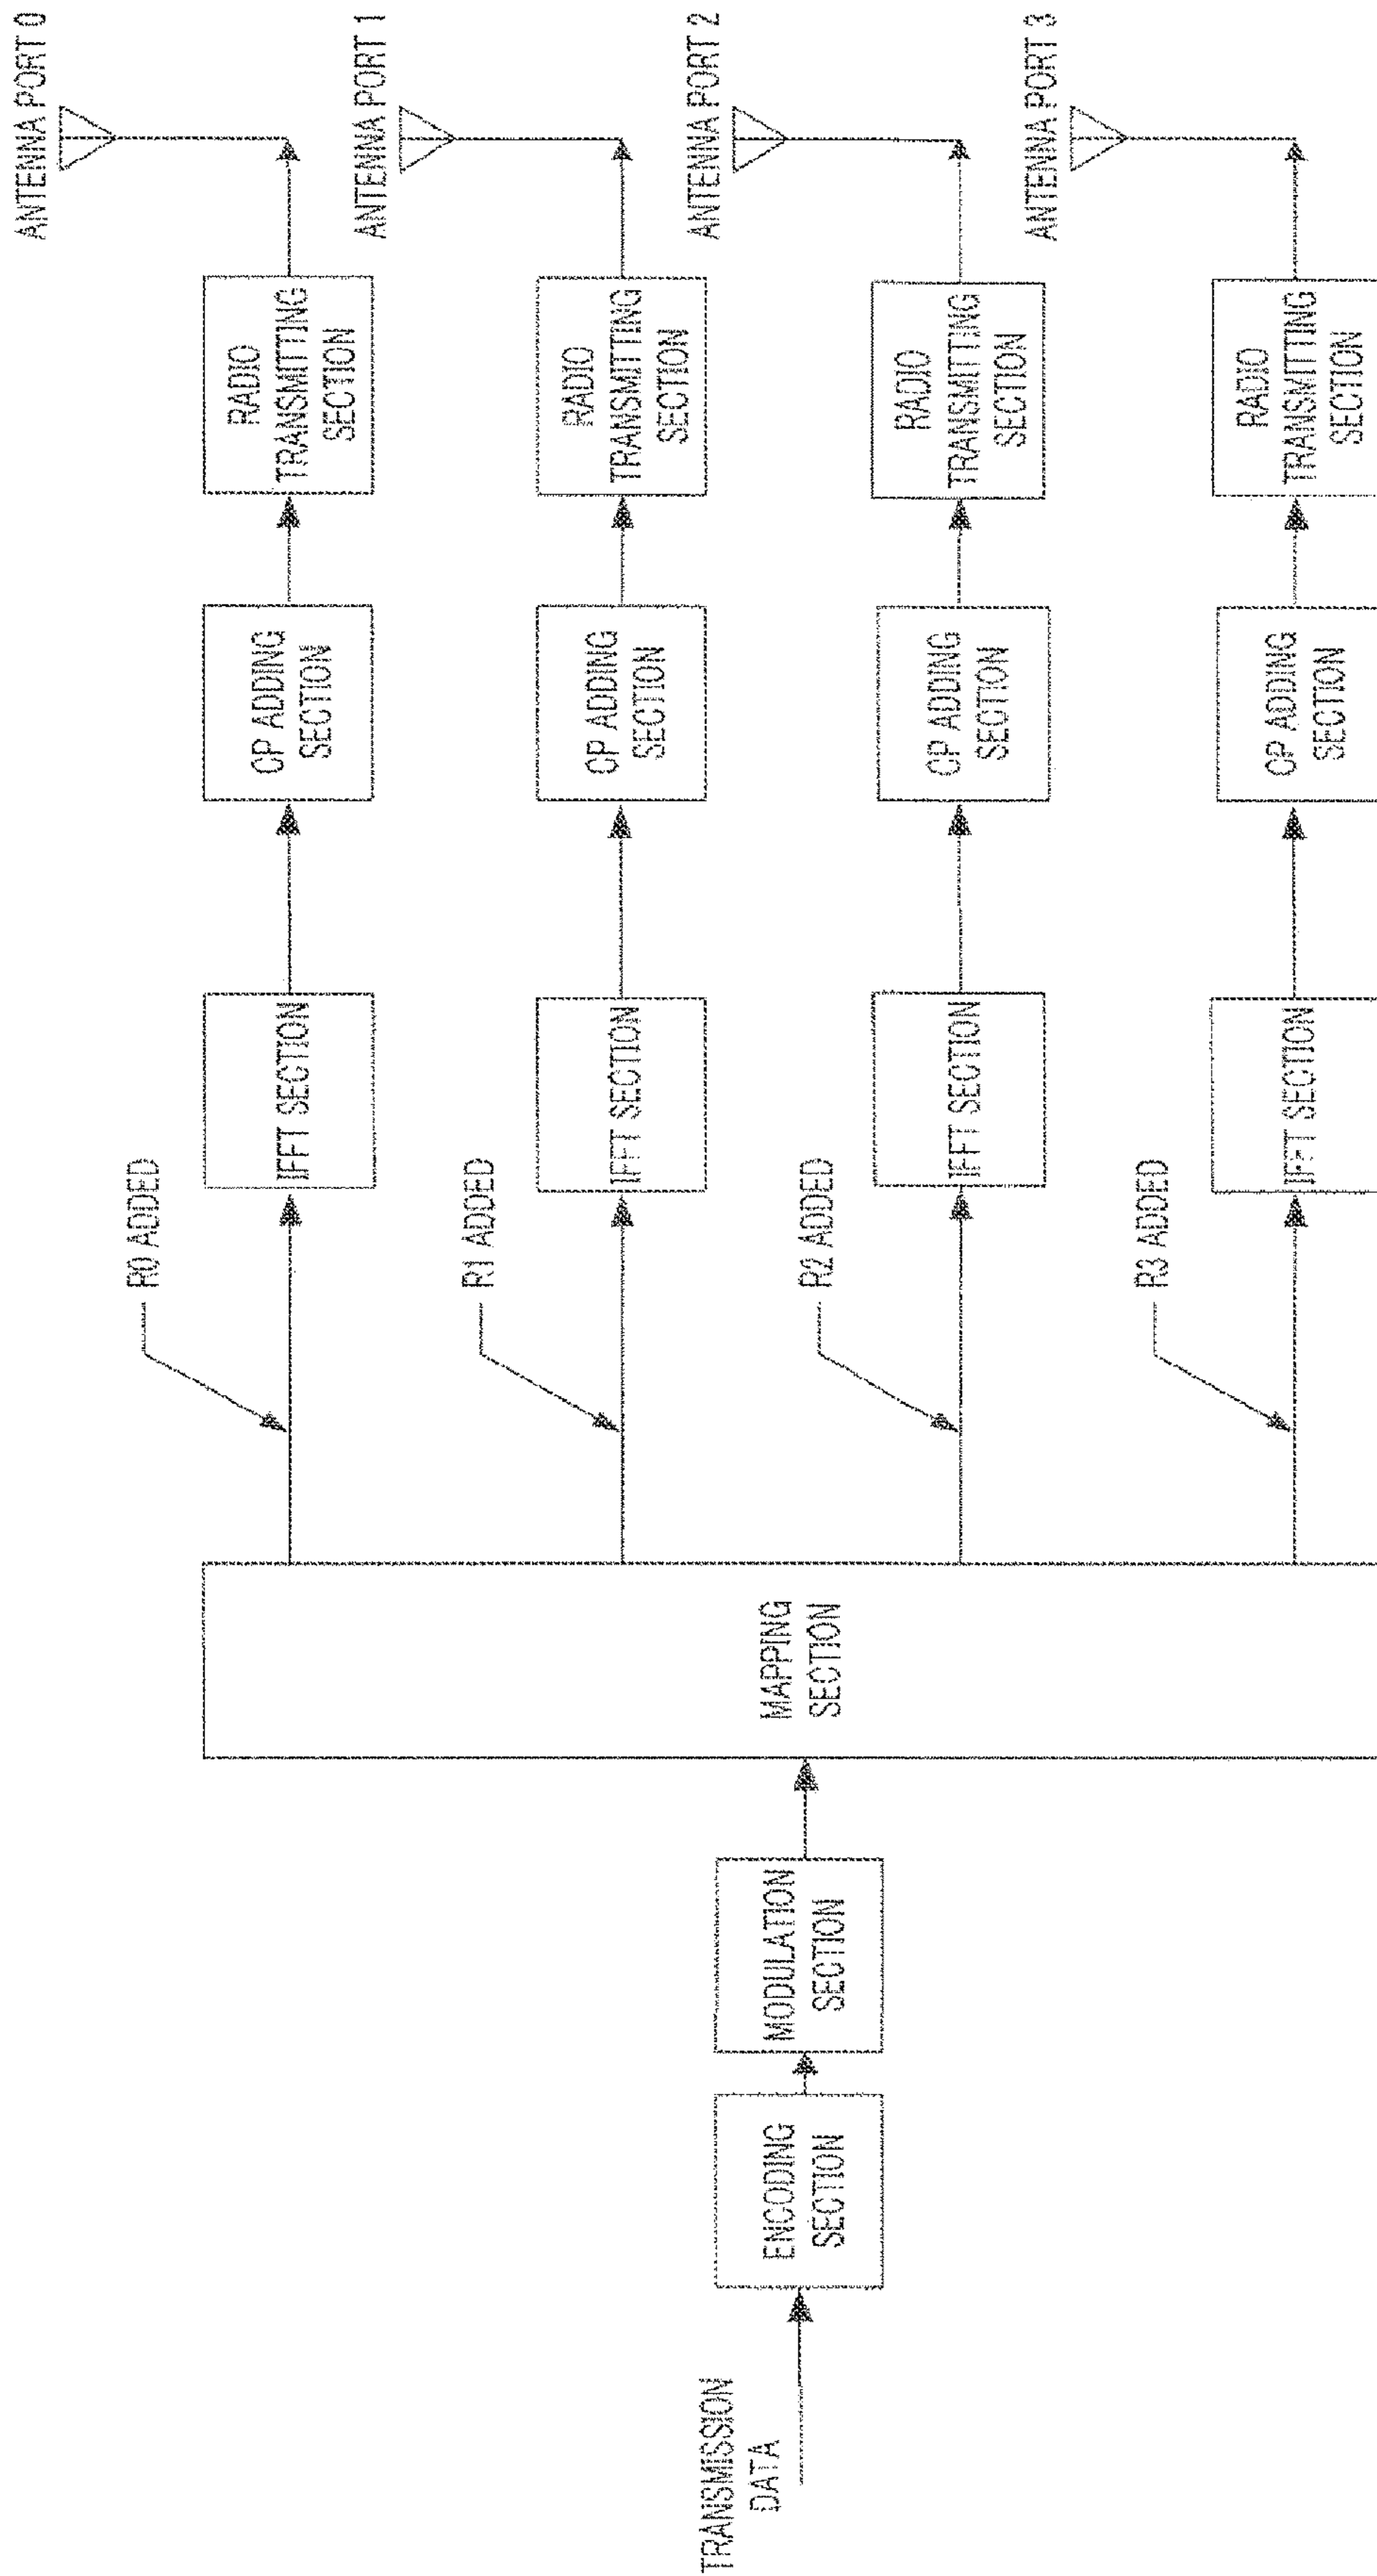 TRANSMISSION
DATA
ENCODING
SECTION
MODULATION
SECTION
MAPPING
SECTION
R0 ADDED
IFFT SECTION
CP ADDING
SECTION
RADIO
TRANSMITTING
SECTION
ANTENNA PORT 0
R1 ADDED
IFFT SECTION
CP ADDING
SECTION
RADIO
TRANSMITTING
SECTION
ANTENNA PORT 1
R2 ADDED
IFFT SECTION
CP ADDING
SECTION
RADIO
TRANSMITTING
SECTION
ANTENNA PORT 2
R3 ADDED
IFFT SECTION
CP ADDING
SECTION
RADIO
TRANSMITTING
SECTION
ANTENNA PORT 3